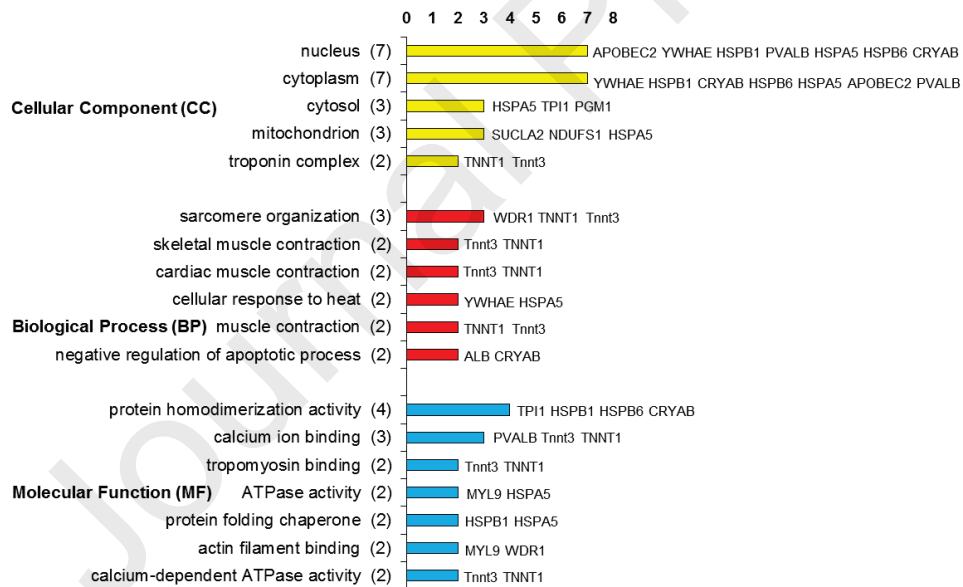 0 1 2 3 4 5 6 7 8
nucleus (7) APOBEC2 YWHAE HSPB1 PVALB HSPA5 HSPB6 CRYAB
cytoplasm (7) YWHAE HSPB1 CRYAB HSPB6 HSPA5 APOBEC2 PVALB
Cellular Component (CC) cytosol (3) HSPA5 TPI1 PGM1
mitochondrion (3) SUCLA2 NDUFS1 HSPA5
troponin complex (2) TNNT1 Tnnt3
sarcomere organization (3) WDR1 TNNT1 Tnnt3
skeletal muscle contraction (2) Tnnt3 TNNT1
cardiac muscle contraction (2) Tnnt3 TNNT1
cellular response to heat (2) YWHAE HSPA5
Biological Process (BP) muscle contraction (2) TNNT1 Tnnt3
negative regulation of apoptotic process (2) ALB CRYAB
protein homodimerization activity (4) TPI1 HSPB1 HSPB6 CRYAB
calcium ion binding (3) PVALB Tnnt3 TNNT1
tropomyosin binding (2) Tnnt3 TNNT1
Molecular Function (MF) ATPase activity (2) MYL9 HSPA5
protein folding chaperone (2) HSPB1 HSPA5
actin filament binding (2) MYL9 WDR1
calcium-dependent ATPase activity (2) Tnnt3 TNNT1
Journal P